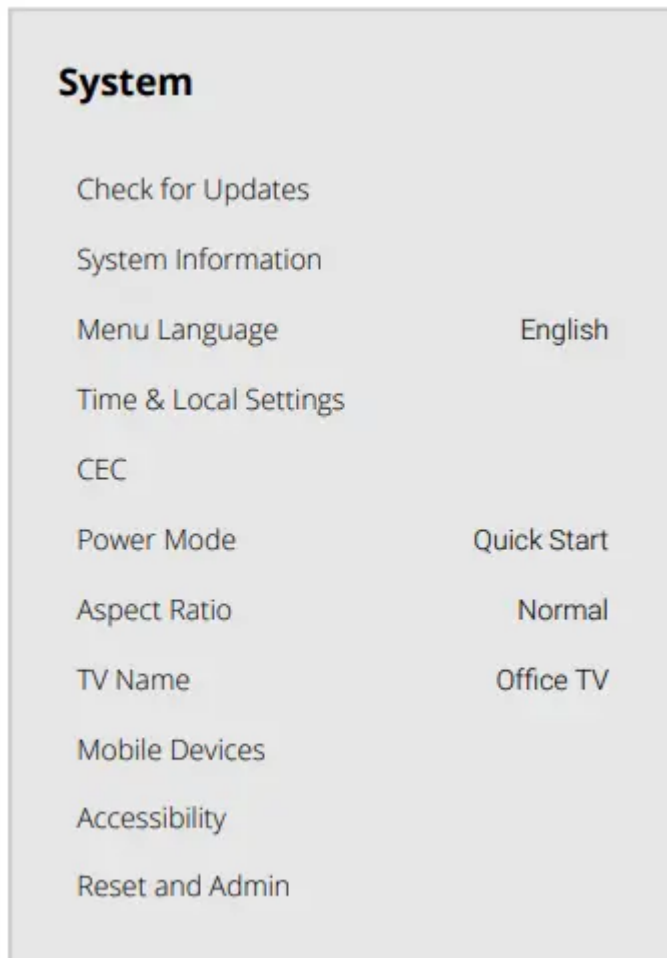 System
Check for Updates
System Information
Menu Language English
Time & Local Settings
CEC
Power Mode Quick Start
Aspect Ratio Normal
TV Name Office TV
Mobile Devices
Accessibility
Reset and Admin